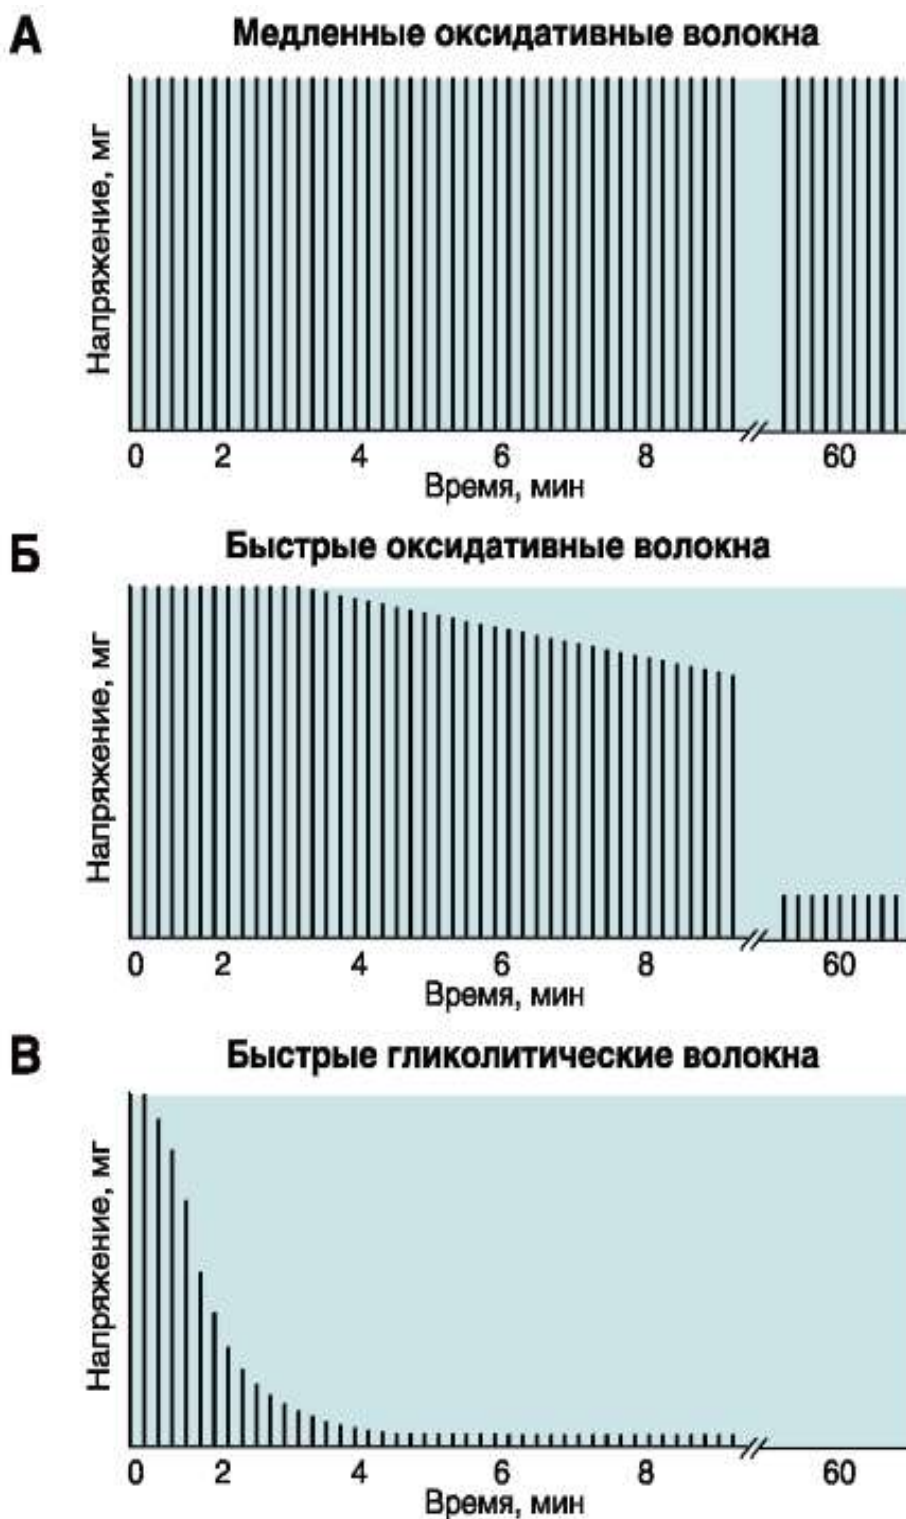 А
Медленные оксидативные волокна
Напряжение, мг
0 2 4 6 8 60
Время, мин
Б
Быстрые оксидативные волокна
Напряжение, мг
0 2 4 6 8 60
Время, мин
В
Быстрые гликолитические волокна
Напряжение, мг
0 2 4 6 8 60
Время, мин